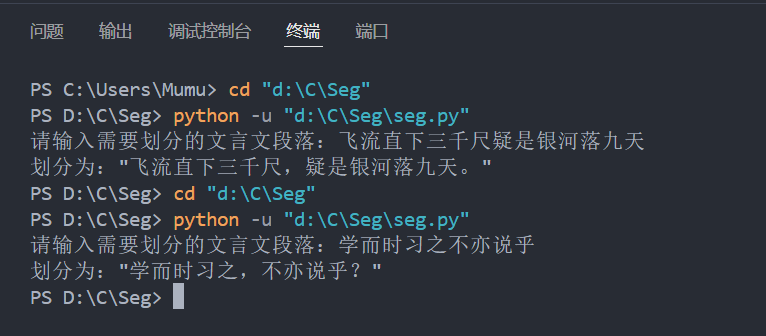 问题 输出 调试控制台 终端 端口
PS C:\Users\Mumu> cd "d:\C\Seg"
PS D:\C\Seg> python -u "d:\C\Seg\seg.py"
请输入需要划分的文言文段落：飞流直下三千尺疑是银河落九天
划分为："飞流直下三千尺，疑是银河落九天。"
PS D:\C\Seg> cd "d:\C\Seg"
PS D:\C\Seg> python -u "d:\C\Seg\seg.py"
请输入需要划分的文言文段落：学而时习之不亦说乎
划分为："学而时习之，不亦说乎？"
PS D:\C\Seg>